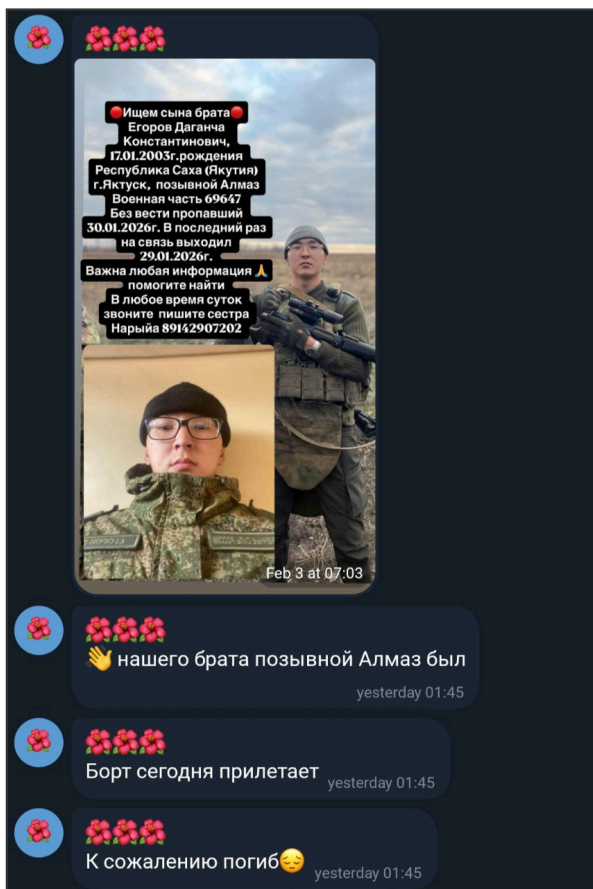 🌺🌺🌺
🔴Ищем сына брата🔴
Егоров Даганча
Константинович,
17.01.2003г.рождения
Республика Саха (Якутия)
г.Яктуск, позывной Алмаз
Военная часть 69647
Без вести пропавший
30.01.2026г. В последний раз
на связь выходил
29.01.2026г.
Важна любая информация🙏
помогите найти
В любое время суток
звоните пишите сестра
Нарыйа 89142907202
Feb 3 at 07:03
🌺🌺🌺
👋 нашего брата позывной Алмаз был
yesterday 01:45
🌺🌺🌺
Борт сегодня прилетает yesterday 01:45
🌺🌺🌺
К сожалению погиб😔 yesterday 01:45